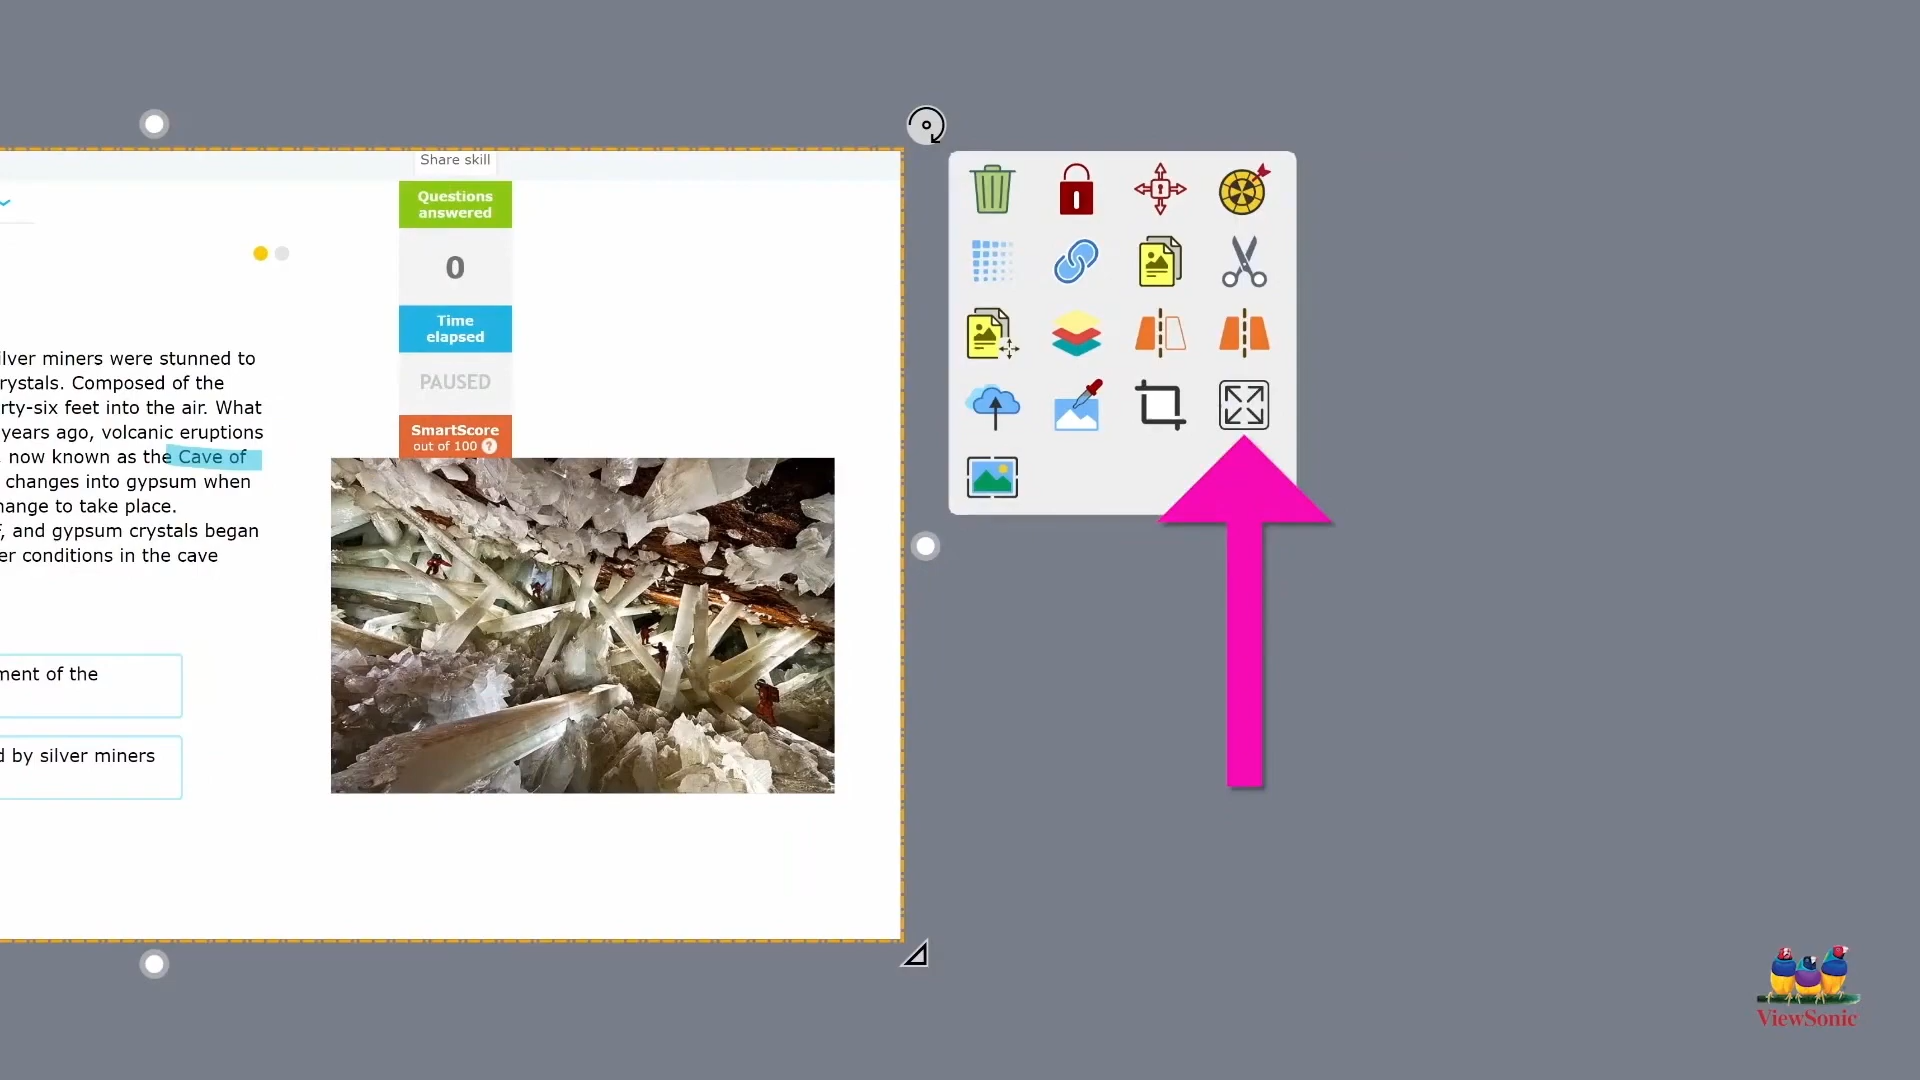 Share skill
Questions
answered
0
Time
elapsed
PAUSED
SmartScore
out of 100 ?
silver miners were stunned to
crystals. Composed of the
rty-six feet into the air. What
years ago, volcanic eruptions
now known as the Cave of
changes into gypsum when
hange to take place.
, and gypsum crystals began
er conditions in the cave
ment of the
d by silver miners
ViewSonic